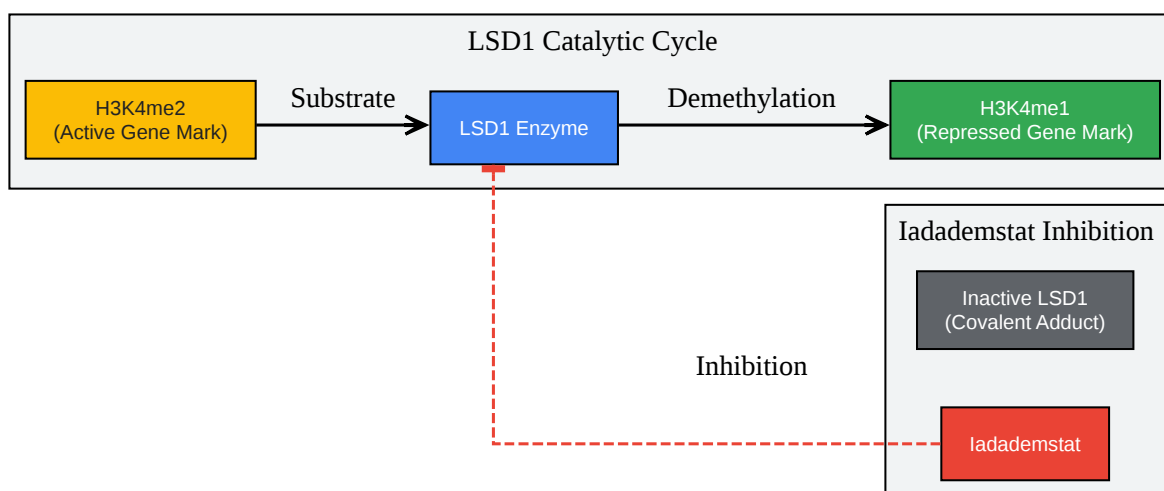 LSD1 Catalytic Cycle
H3K4me2
(Active Gene Mark)
Substrate
LSD1 Enzyme
Demethylation
H3K4me1
(Repressed Gene Mark)
Iadademstat Inhibition
Inactive LSD1
(Covalent Adduct)
Inhibition
Iadademstat